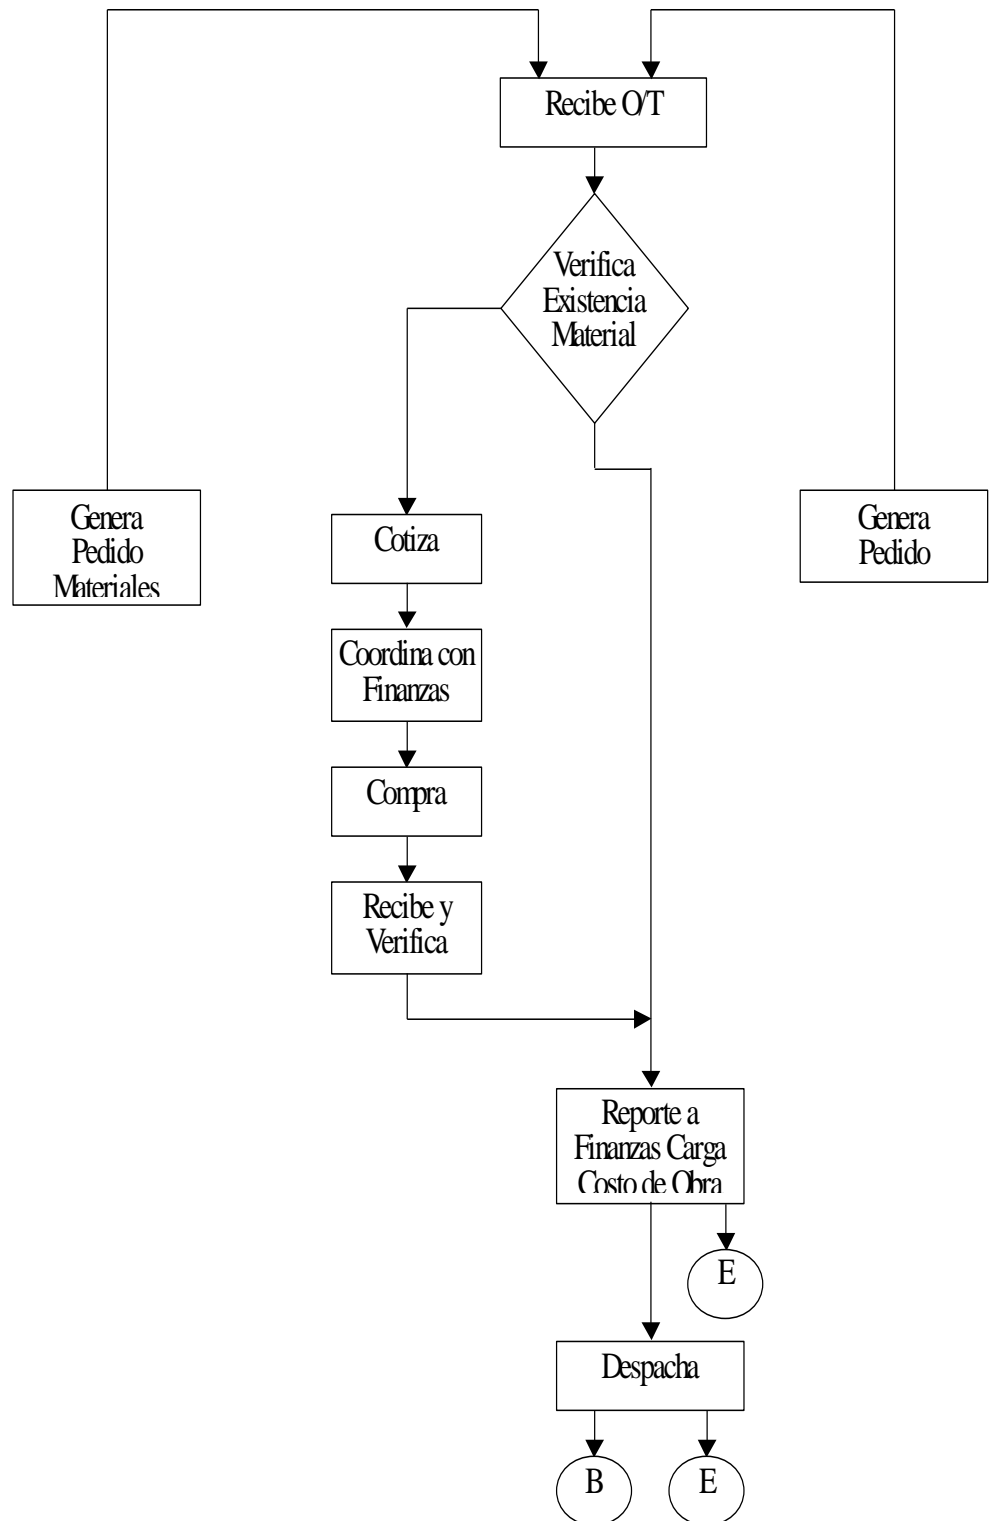 Recibe O/T
Verifica
Existencia
Material
Genera
Pedido
Materiales
Cotiza
Genera
Pedido
Coordina con
Finanzas
Compra
Recibe y
Verifica
Reporte a
Finanzas Carga
Costo de Obra
E
Despacha
B
E